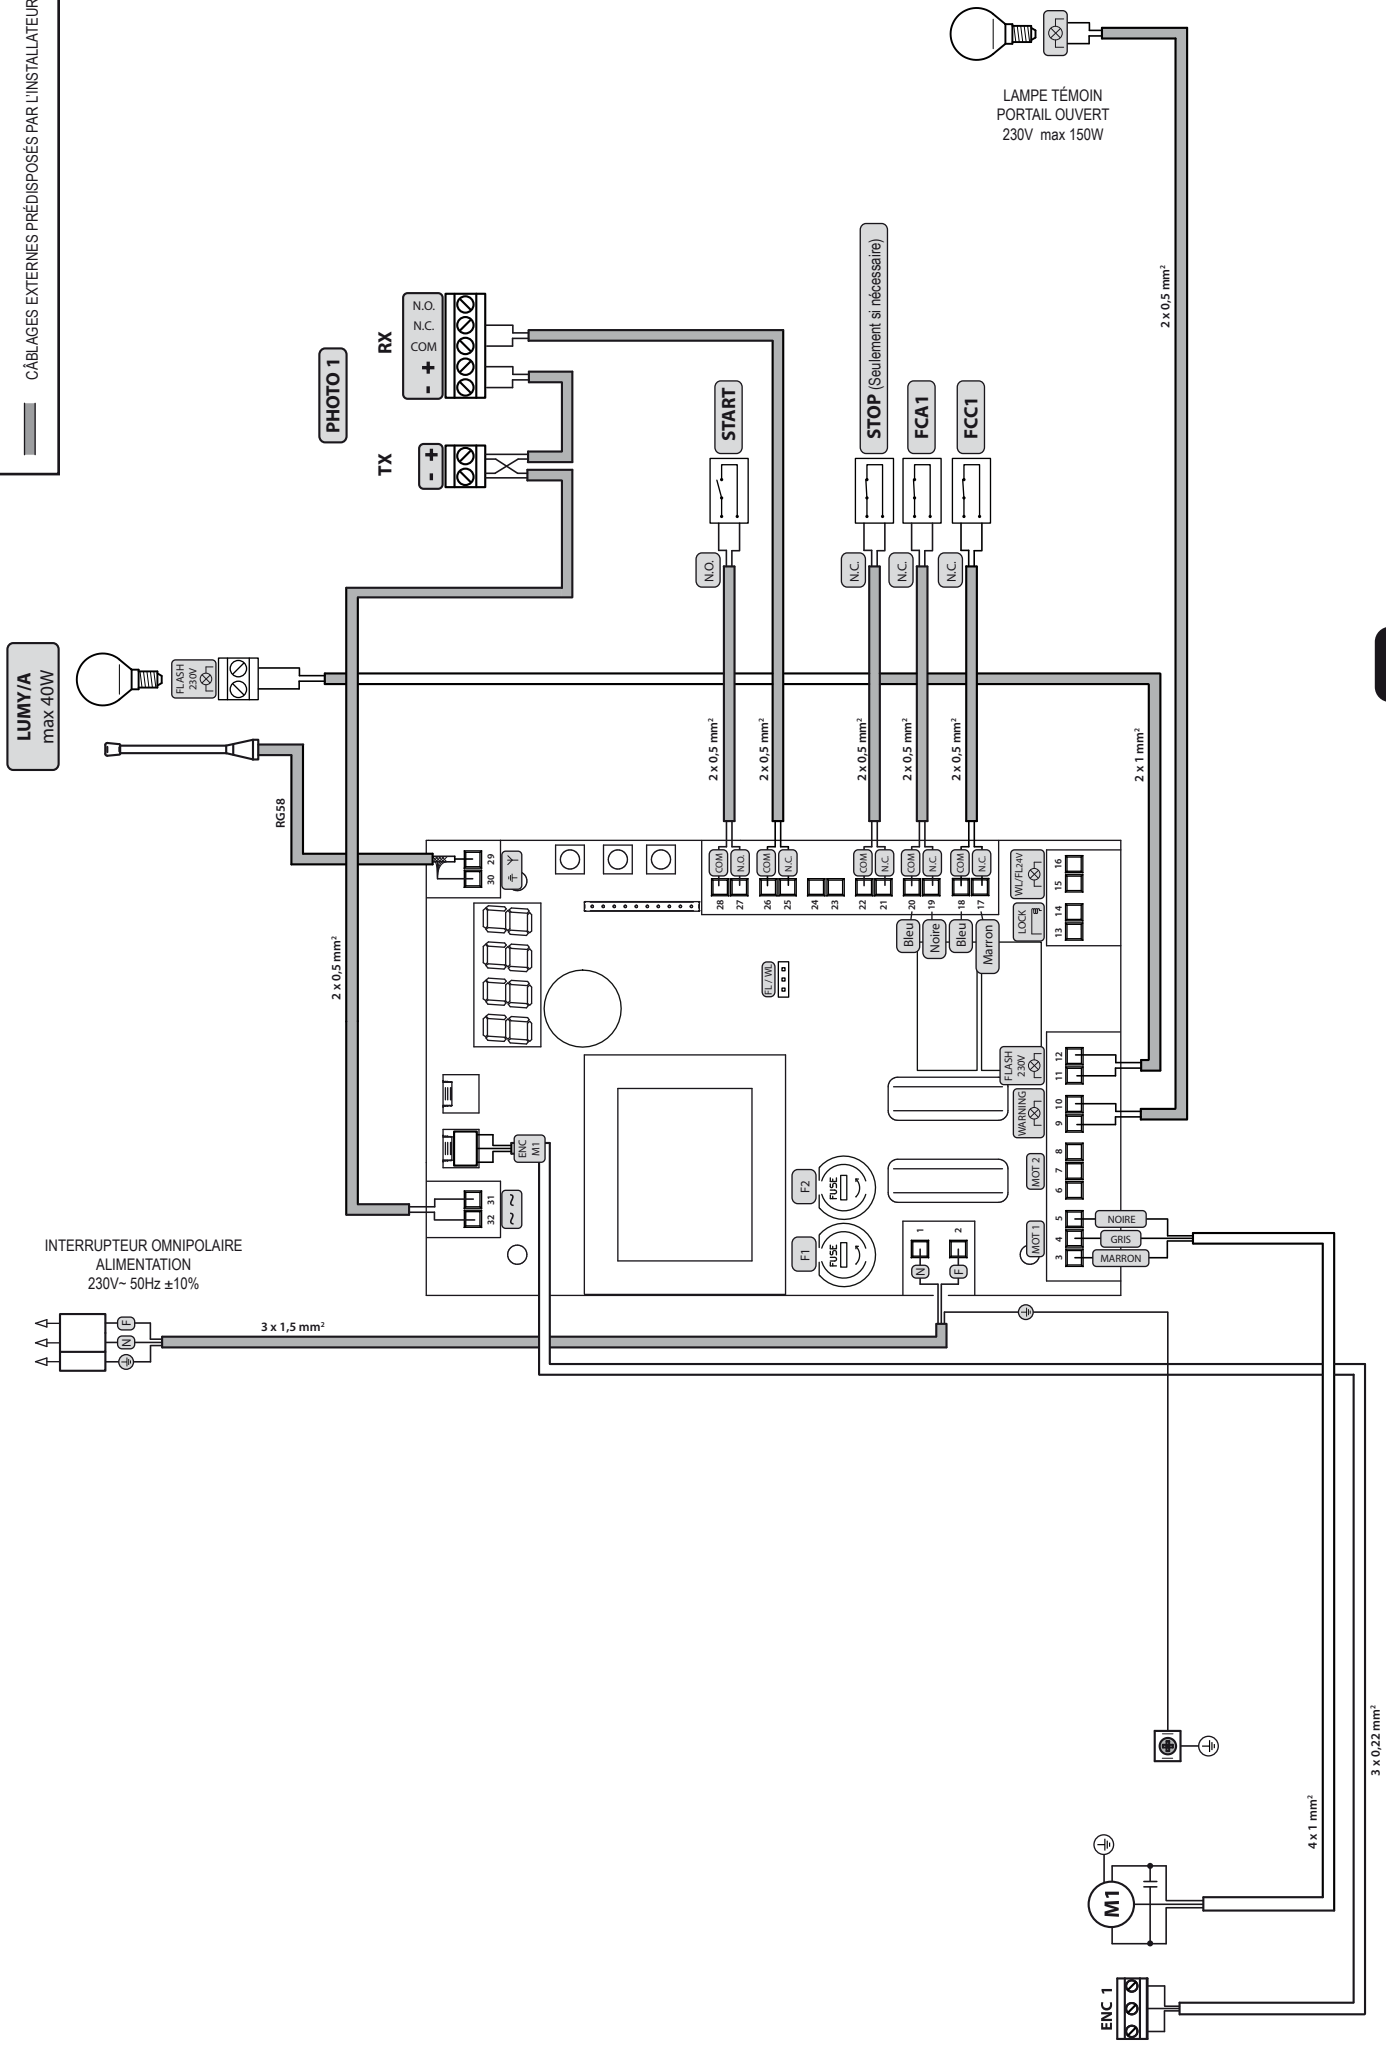 CÂBLAGES EXTERNES PRÉDISPOSÉS PAR L'INSTALLATEUR
LAMPE TÉMOIN
PORTAIL OUVERT
230V max 150W
2 x 0,5 mm²
LUMY/A
max 40W
FLASH
230V
RG58
PHOTO 1
TX
- +
RX
- + COM N.C. N.O.
START
STOP (Seulement si nécessaire)
FCA1
FCC1
N.O.
N.C.
N.C.
N.C.
2 x 0,5 mm²
2 x 0,5 mm²
2 x 0,5 mm²
2 x 0,5 mm²
2 x 0,5 mm²
2 x 1 mm²
2 x 0,5 mm²
30 29
COM
N.O.
COM
N.C.
COM
N.C.
COM
N.C.
COM
N.C.
28
27
26
25
24
23
22
21
20
19
18
17
Bleu
Noire
Bleu
Marron
LOCK
WL/FL24V
13 14 15 16
FL / WL
ENC
M1
32 31
~ ~
F1
FUSE
F2
FUSE
1
2
N
F
MOT 1
MOT 2
WARNING
FLASH
230V
3 4 5 6 7 8 9 10 11 12
NOIRE
GRIS
MARRON
INTERRUPTEUR OMNIPOLAIRE
ALIMENTATION
230V~ 50Hz ±10%
F
N
3 x 1,5 mm²
M1
4 x 1 mm²
3 x 0,22 mm²
ENC 1